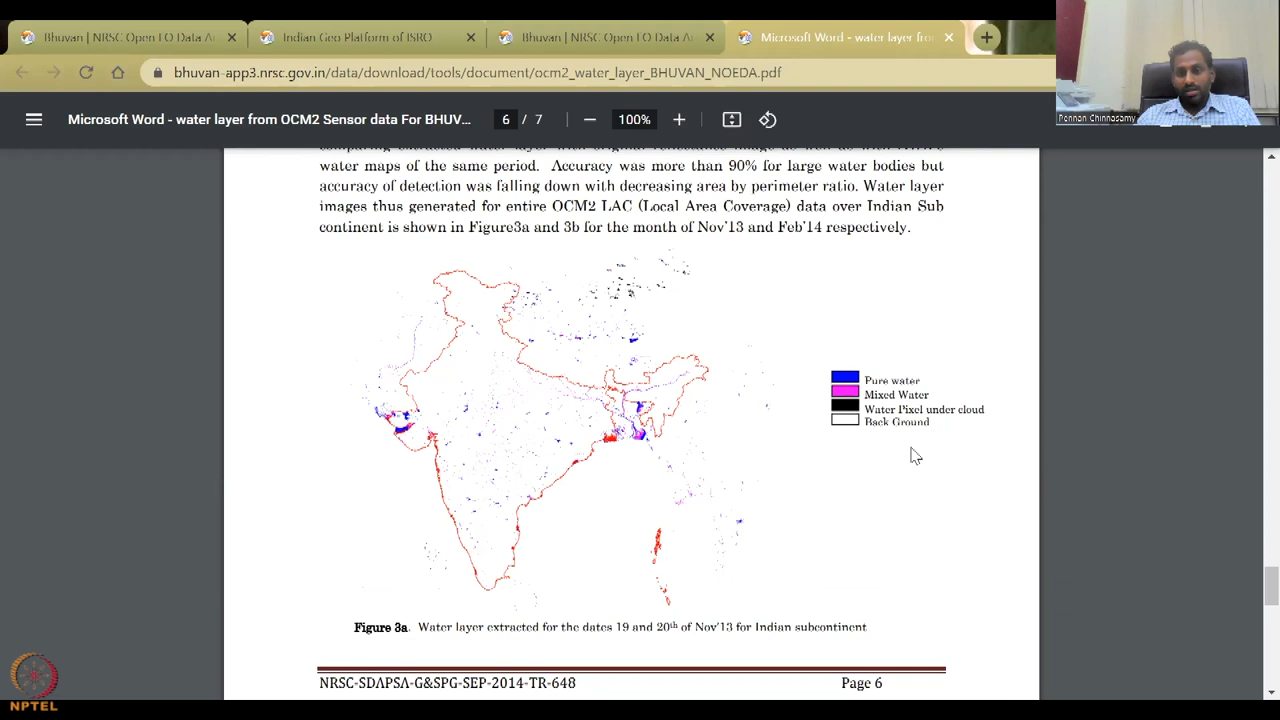 Bhuvan | NRSC Open EO Data Ar
Indian Geo Platform of ISRO
Bhuvan | NRSC Open EO Data Ar
Microsoft Word - water layer fro
bhuvan-app3.nrsc.gov.in/data/download/tools/document/ocm2_water_layer_BHUVAN_NOEDA.pdf
Pennan Chinnasamy
Microsoft Word - water layer from OCM2 Sensor data For BHUV...
6 / 7
100%
water maps of the same period. Accuracy was more than 90% for large water bodies but
accuracy of detection was falling down with decreasing area by perimeter ratio. Water layer
images thus generated for entire OCM2 LAC (Local Area Coverage) data over Indian Sub
continent is shown in Figure3a and 3b for the month of Nov'13 and Feb'14 respectively.
Pure water
Mixed Water
Water Pixel under cloud
Back Ground
Figure 3a. Water layer extracted for the dates 19 and 20th of Nov'13 for Indian subcontinent
NRSC-SDAPSA-G&SPG-SEP-2014-TR-648 Page 6
NPTEL